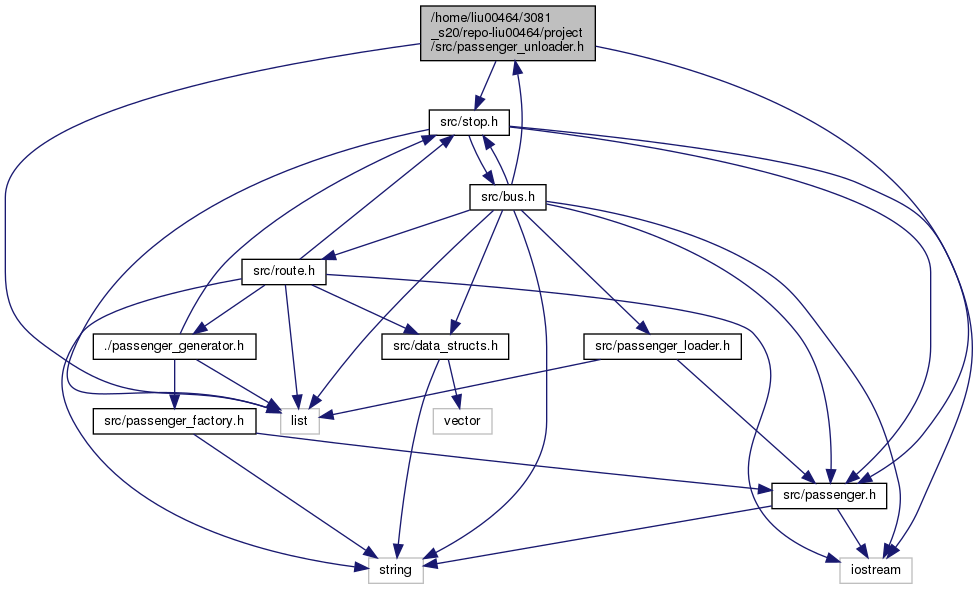 /home/liu00464/3081
_s20/repo-liu00464/project
/src/passenger_unloader.h
src/stop.h
src/bus.h
src/route.h
./passenger_generator.h
src/data_structs.h
src/passenger_loader.h
src/passenger_factory.h
list
vector
src/passenger.h
string
iostream